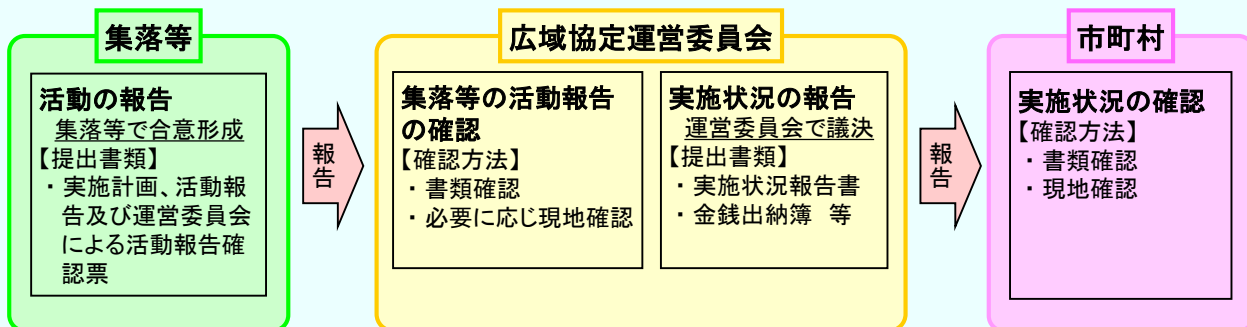 集落等
活動の報告
集落等で合意形成
【提出書類】
・実施計画、活動報
告及び運営委員会
による活動報告確
認票
報告
広域協定運営委員会
集落等の活動報告
の確認
【確認方法】
・書類確認
・必要に応じ現地確認
実施状況の報告
運営委員会で議決
【提出書類】
・実施状況報告書
・金銭出納簿　等
報告
市町村
実施状況の確認
【確認方法】
・書類確認
・現地確認